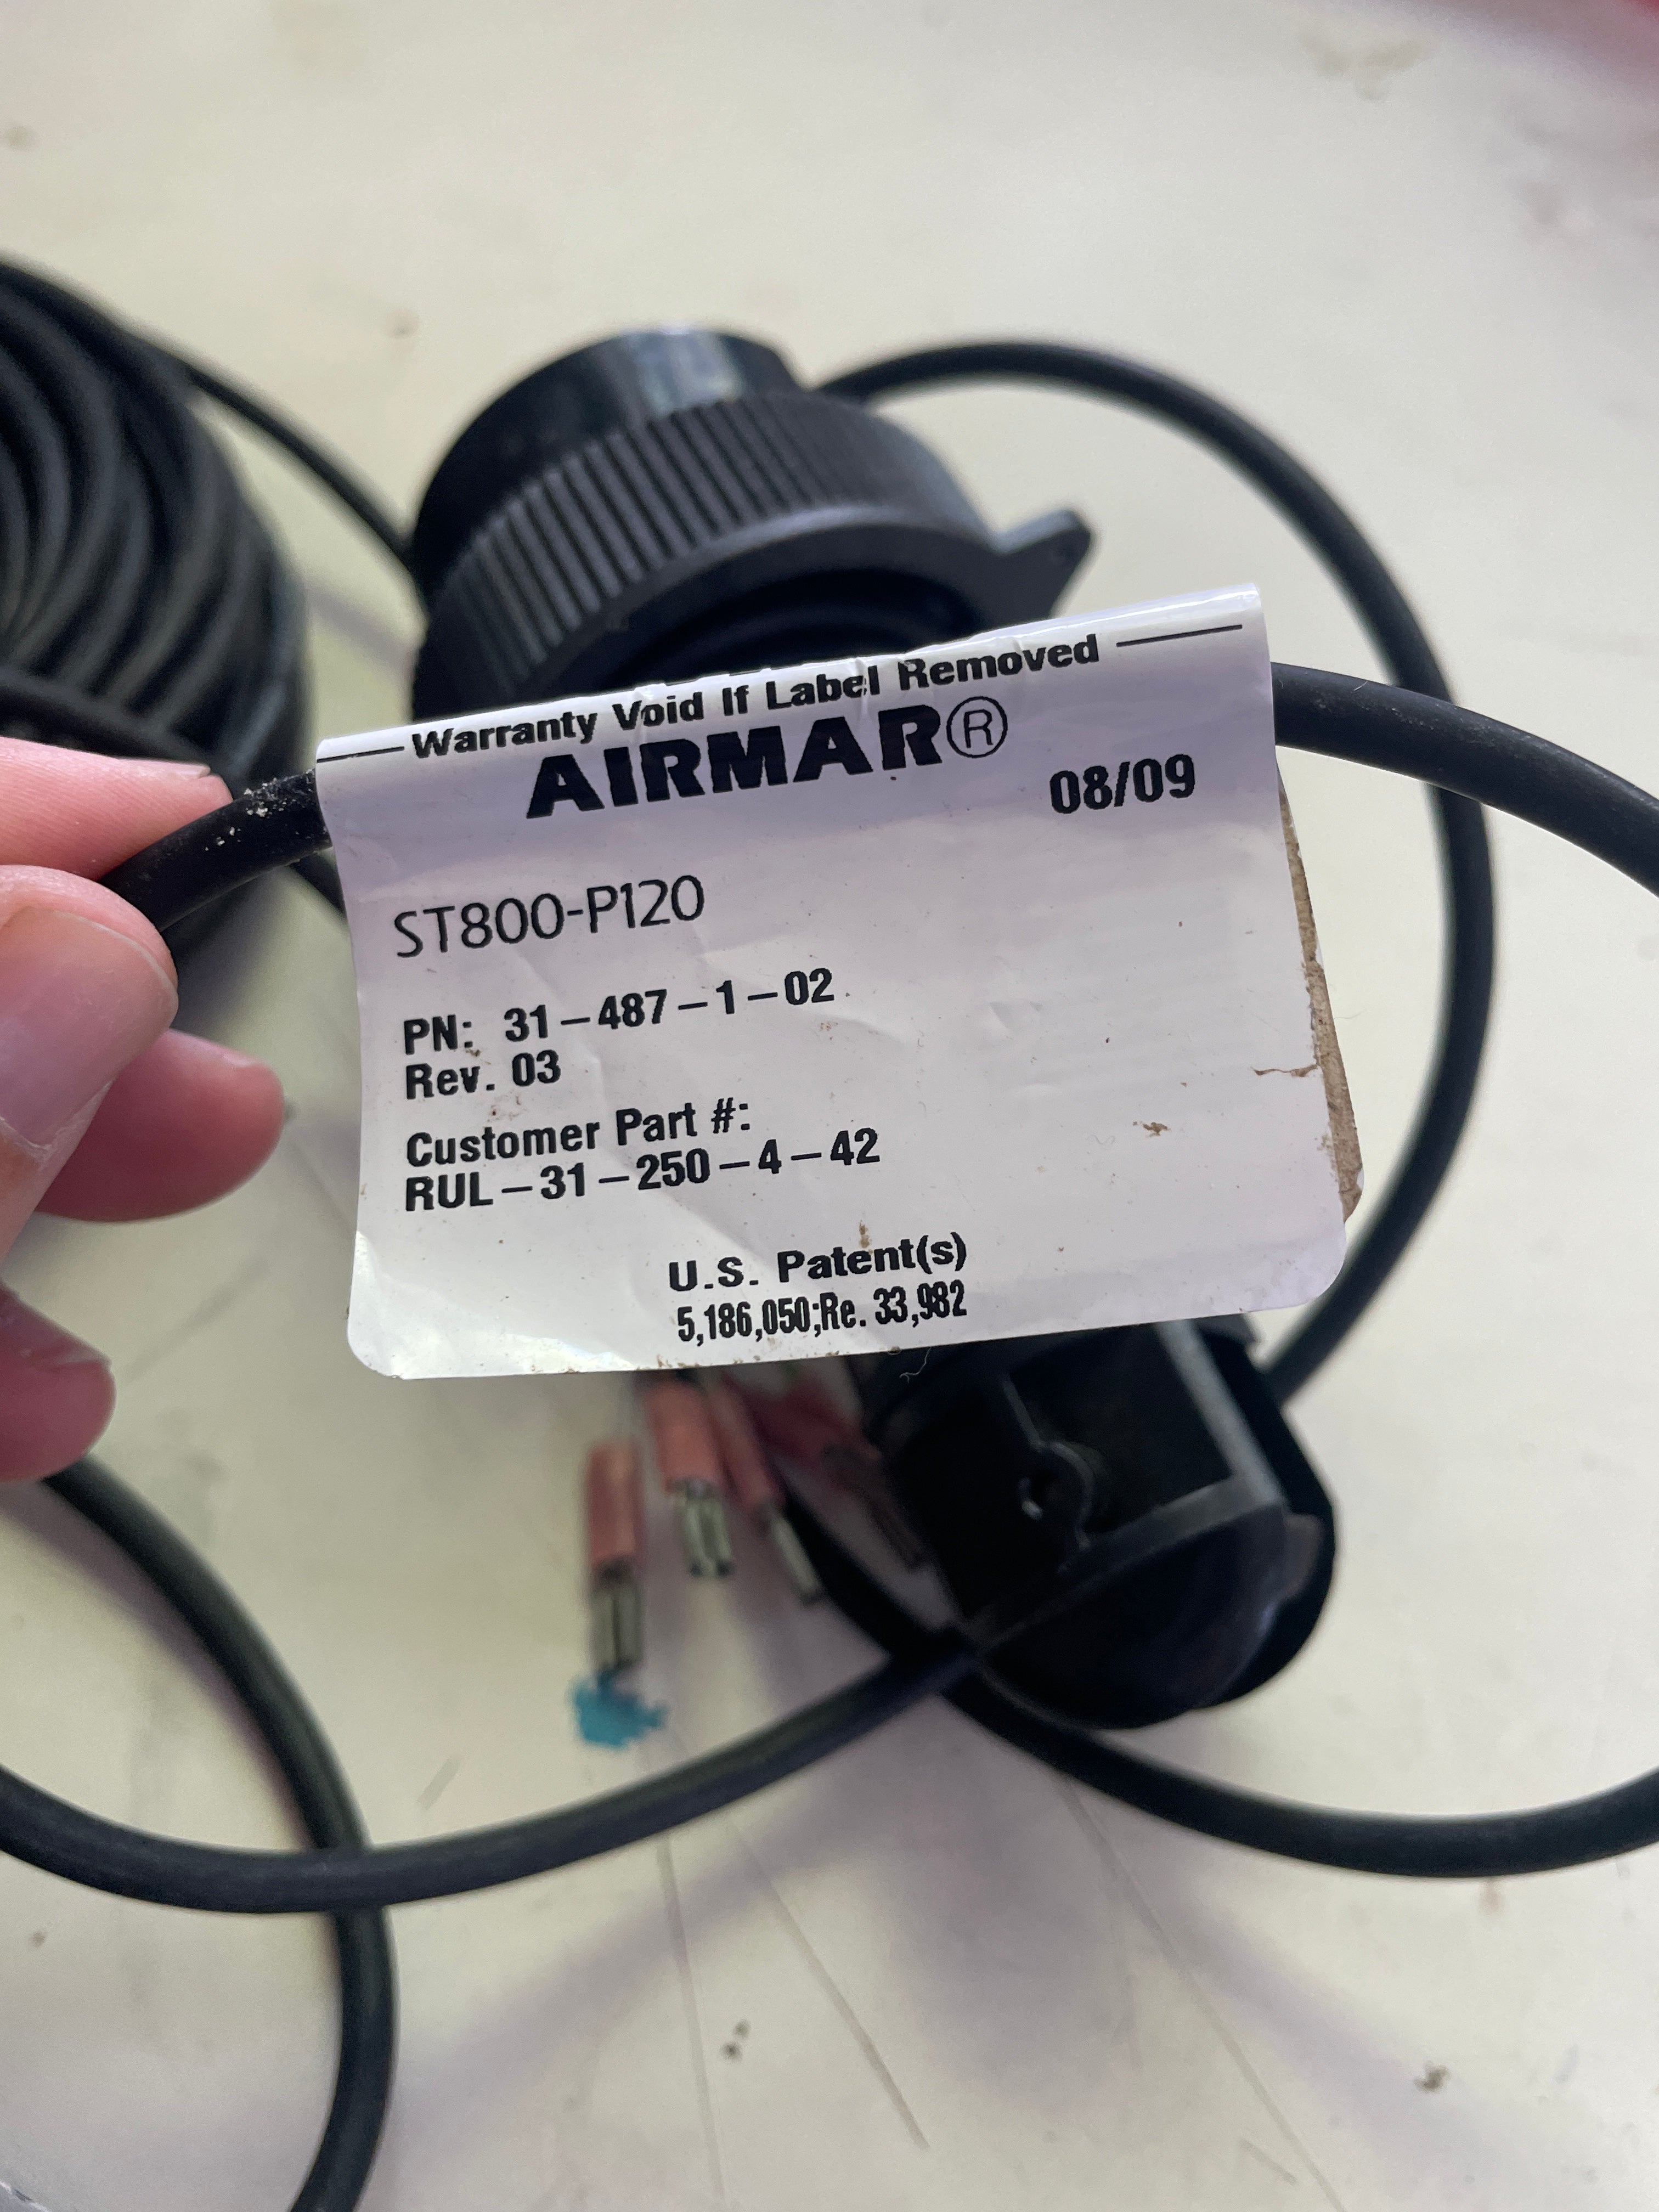 Warranty Void If Label Removed
AIRMAR®
08/09
ST800-P120
PN: 31-487-1-02
Rev. 03
Customer Part #:
RUL-31-250-4-42
U.S. Patent(s)
5,186,050;Re. 33,982